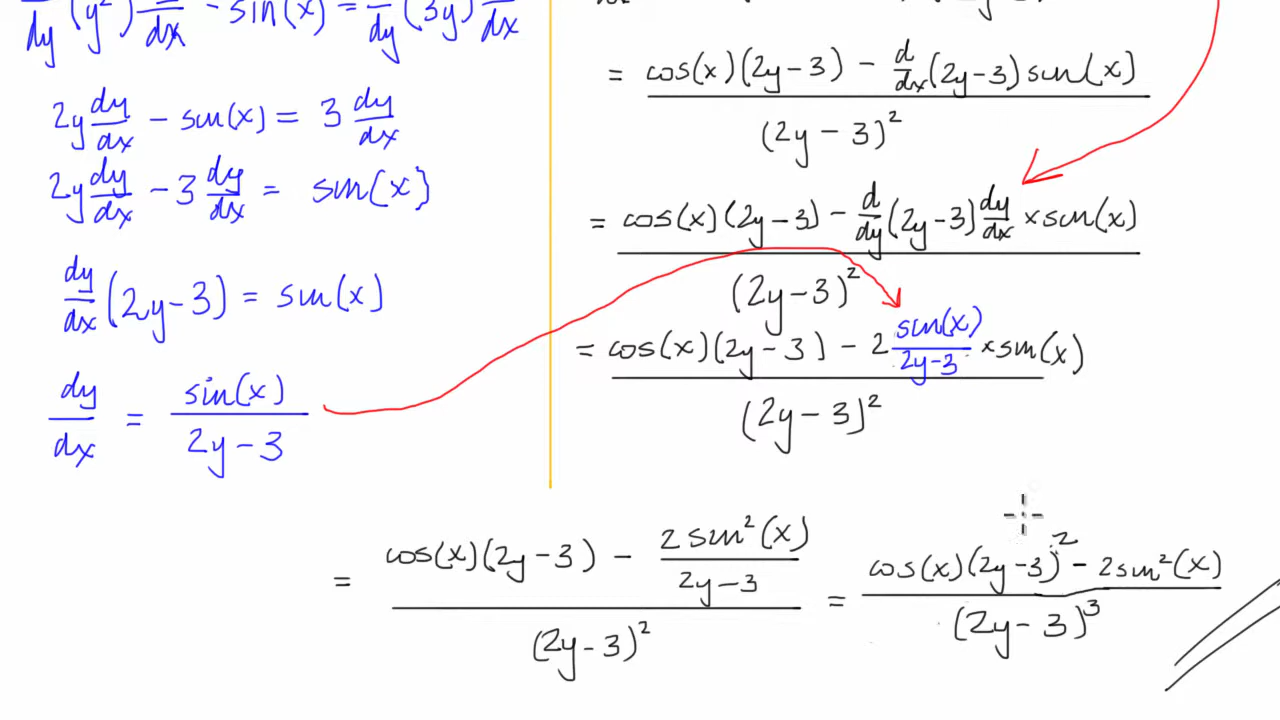 d/dy (y²) d/dx - sin(x) = d/dy (3y) dx
2y dy/dx - sin(x) = 3 dy/dx
2y dy/dx - 3 dy/dx = sin(x)
dy/dx (2y-3) = sin(x)
dy/dx = sin(x)/2y-3
= cos(x)(2y-3) - d/dx (2y-3) sin(x)
(2y-3)²
= cos(x)(2y-3) - d/dy (2y-3) dy/dx × sin(x)
(2y-3)²
= cos(x)(2y-3) - 2 sin(x)/2y-3 × sin(x)
(2y-3)²
= cos(x)(2y-3) - 2 sin²(x)/2y-3
(2y-3)²
= cos(x)(2y-3)² - 2 sin²(x)
(2y-3)³